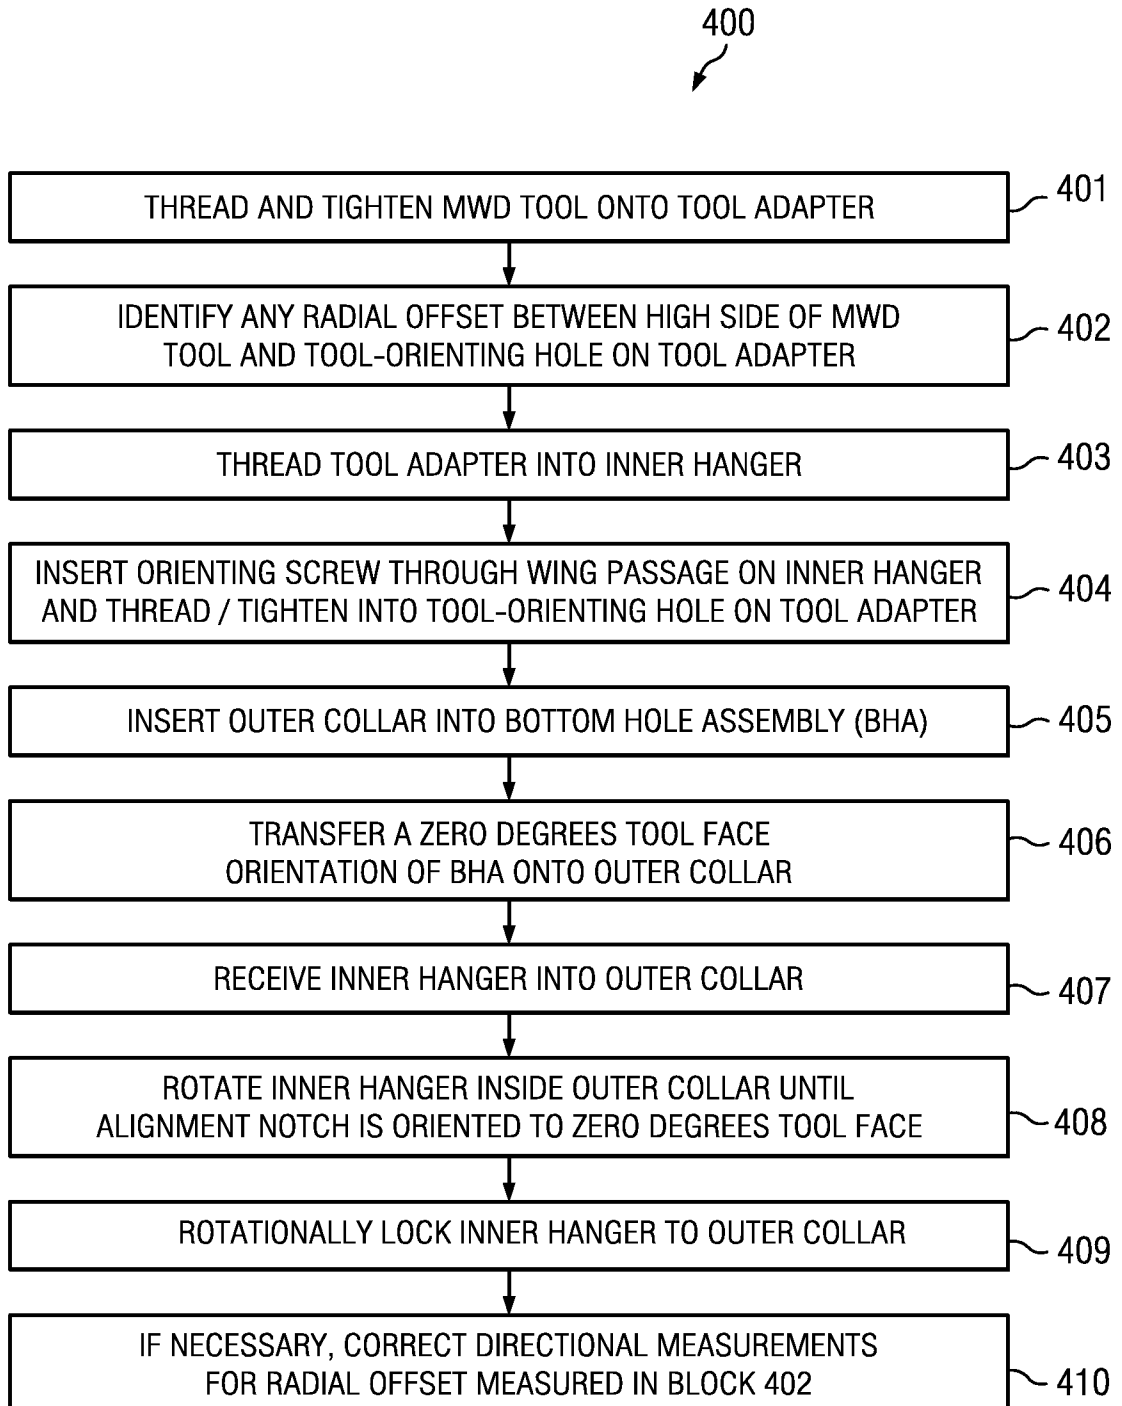 400
THREAD AND TIGHTEN MWD TOOL ONTO TOOL ADAPTER
401
IDENTIFY ANY RADIAL OFFSET BETWEEN HIGH SIDE OF MWD
TOOL AND TOOL-ORIENTING HOLE ON TOOL ADAPTER
402
THREAD TOOL ADAPTER INTO INNER HANGER
403
INSERT ORIENTING SCREW THROUGH WING PASSAGE ON INNER HANGER
AND THREAD / TIGHTEN INTO TOOL-ORIENTING HOLE ON TOOL ADAPTER
404
INSERT OUTER COLLAR INTO BOTTOM HOLE ASSEMBLY (BHA)
405
TRANSFER A ZERO DEGREES TOOL FACE
ORIENTATION OF BHA ONTO OUTER COLLAR
406
RECEIVE INNER HANGER INTO OUTER COLLAR
407
ROTATE INNER HANGER INSIDE OUTER COLLAR UNTIL
ALIGNMENT NOTCH IS ORIENTED TO ZERO DEGREES TOOL FACE
408
ROTATIONALLY LOCK INNER HANGER TO OUTER COLLAR
409
IF NECESSARY, CORRECT DIRECTIONAL MEASUREMENTS
FOR RADIAL OFFSET MEASURED IN BLOCK 402
410